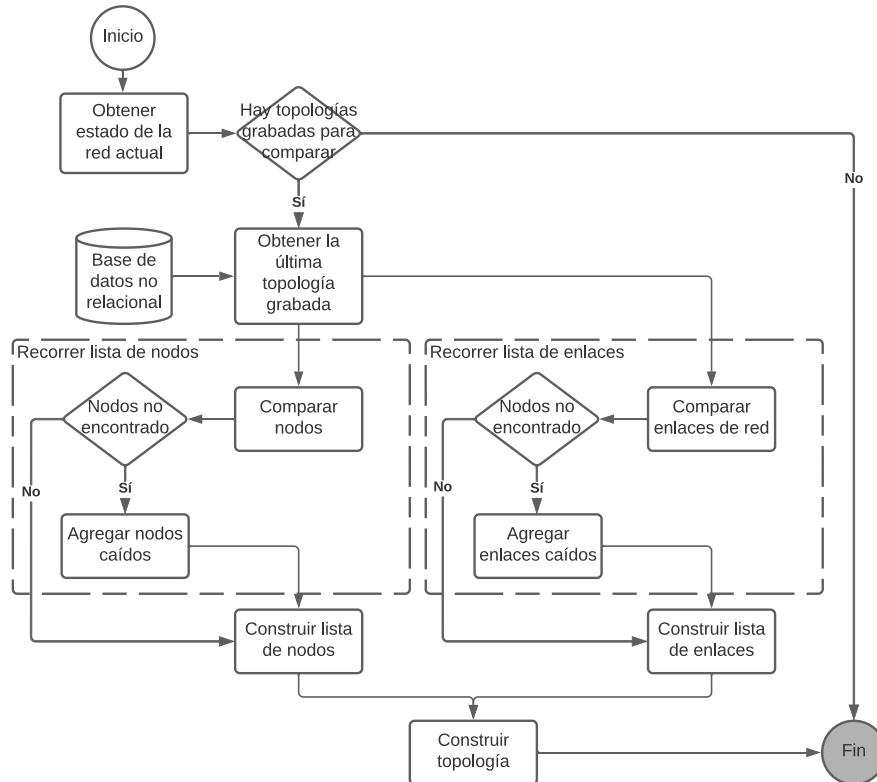 Inicio
Obtener
estado de la
red actual
Hay topologías
grabadas para
comparar
No
Sí
Base de
datos no
relacional
Obtener la
última
topología
grabada
Recorrer lista de nodos
Nodos no
encontrado
Comparar
nodos
No
Sí
Agregar nodos
caídos
Recorrer lista de enlaces
Nodos no
encontrado
Comparar
enlaces de red
No
Sí
Agregar
enlaces caídos
Construir lista
de nodos
Construir lista
de enlaces
Construir
topología
Fin